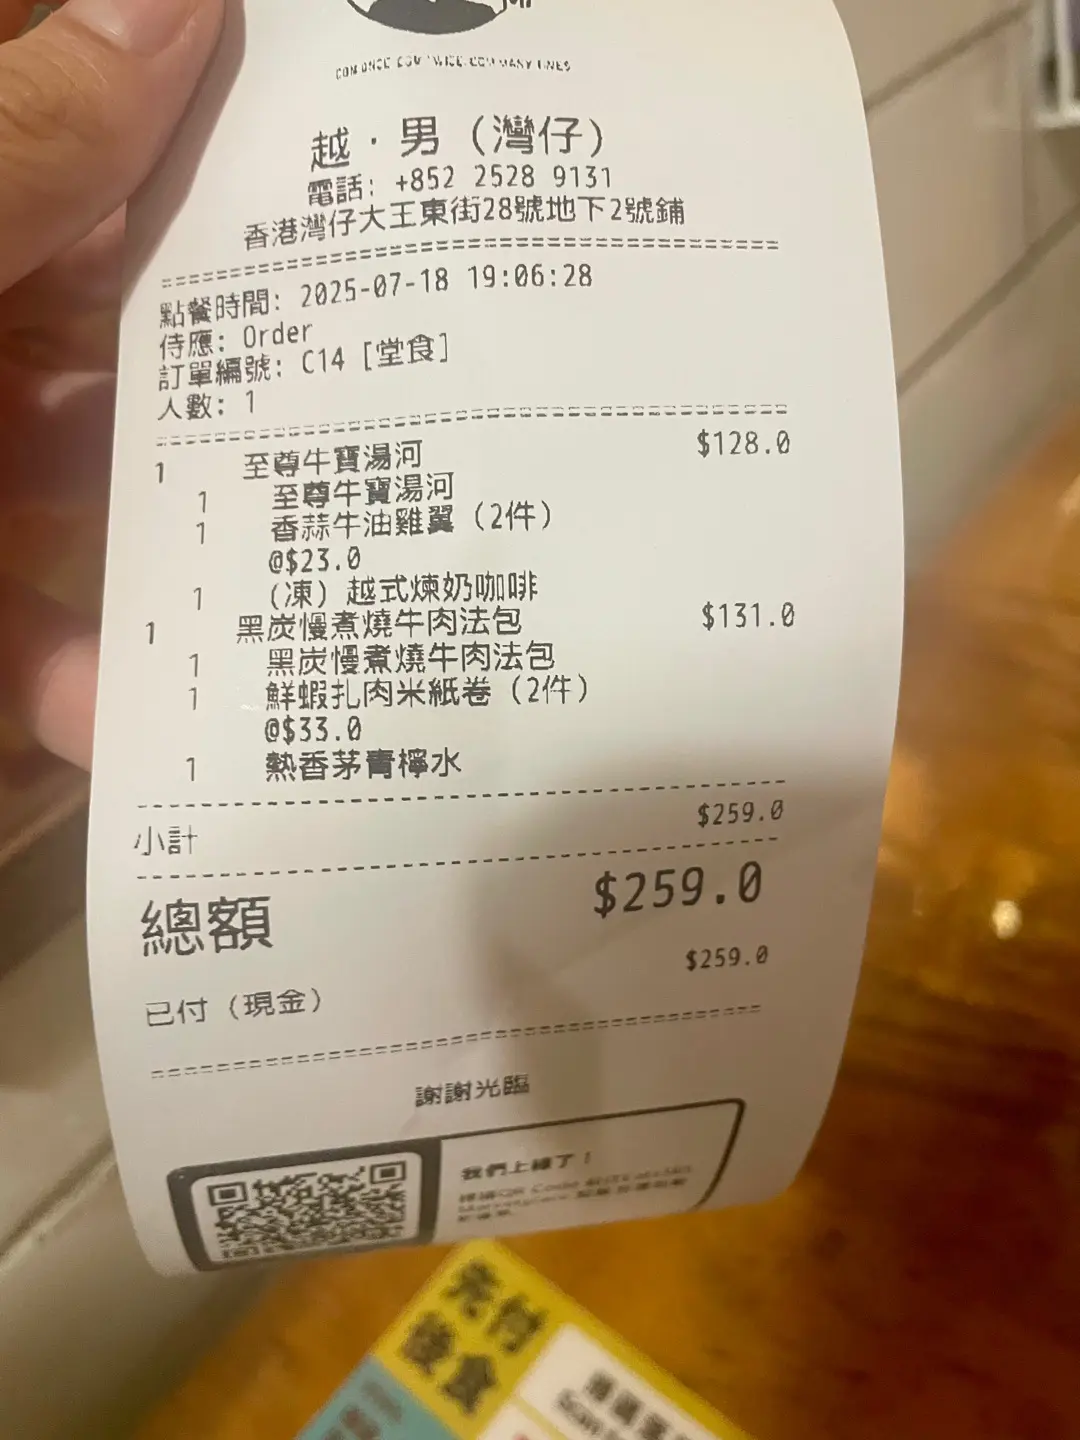 越·男（灣仔）
電話: +852 2528 9131
香港灣仔大王東街28號地下2號鋪
點餐時間: 2025-07-18 19:06:28
侍應: Order
訂單編號: C14 [堂食]
人數: 1
1 至尊牛寶湯河 $128.0
1 至尊牛寶湯河
1 香蒜牛油雞翼（2件）
@$23.0
1 (凍) 越式煉奶咖啡
1 黑炭慢煮燒牛肉法包 $131.0
1 黑炭慢煮燒牛肉法包
1 鮮蝦扎肉米紙卷（2件）
@$33.0
1 熱香茅青檸水
小計 $259.0
總額 $259.0
已付（現金） $259.0
謝謝光臨
我們上線了！
先付
後食